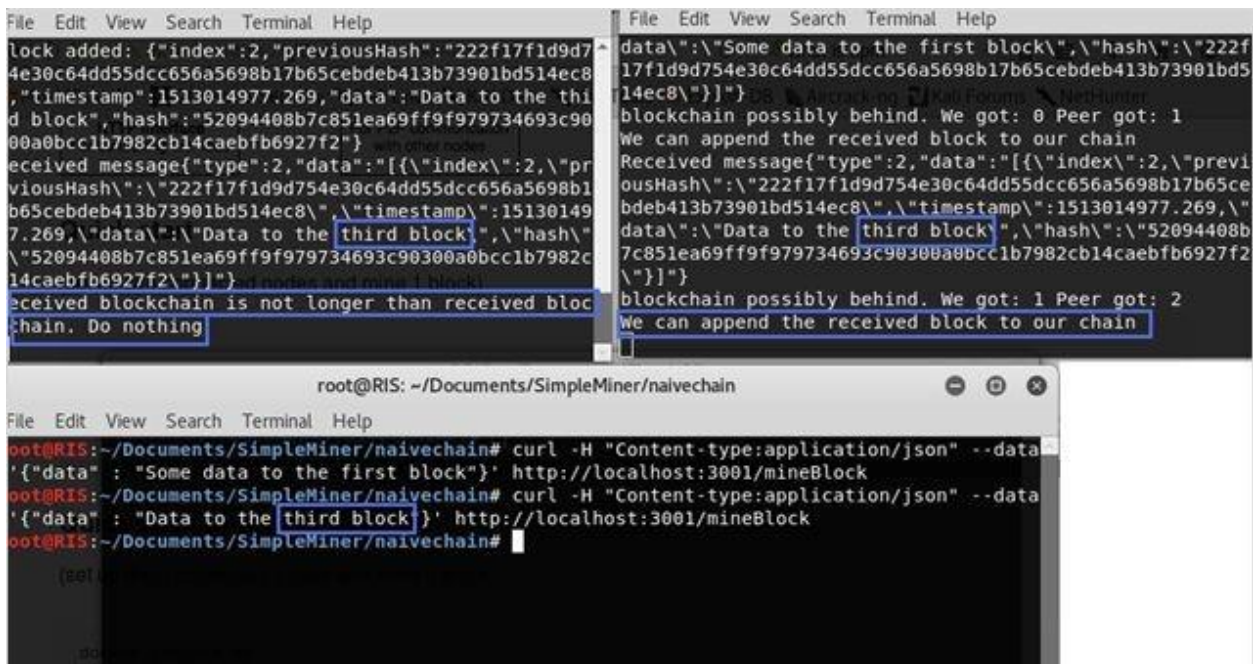 File Edit View Search Terminal Help
lock added: {"index":2,"previousHash":"222f17f1d9d7
4e30c64dd55dcc656a5698b17b65cebdeb413b73901bd514ec8
,"timestamp":1513014977.269,"data":"Data to the thi
d block","hash":"52094408b7c851ea69ff9f979734693c90
00a0bcc1b7982cb14caebfb6927f2"}
eceived message{"type":2,"data":"[{\"index\":2,\"pr
viousHash\":\"222f17f1d9d754e30c64dd55dcc656a5698b1
b65cebdeb413b73901bd514ec8\",\"timestamp\":15130149
7.269,\"data\":\"Data to the third block\",\"hash\"
\"52094408b7c851ea69ff9f979734693c90300a0bcc1b7982c
14caebfb6927f2\"}]"}
eceived blockchain is not longer than received bloc
chain. Do nothing
File Edit View Search Terminal Help
data\":\"Some data to the first block\",\"hash\":\"222f
17f1d9d754e30c64dd55dcc656a5698b17b65cebdeb413b73901bd5
14ec8\"}]"}
blockchain possibly behind. We got: 0 Peer got: 1
We can append the received block to our chain
Received message{"type":2,"data":"[{\"index\":2,\"previ
ousHash\":\"222f17f1d9d754e30c64dd55dcc656a5698b17b65ce
bdeb413b73901bd514ec8\",\"timestamp\":1513014977.269,\"
data\":\"Data to the third block\",\"hash\":\"52094408b
7c851ea69ff9f979734693c90300a0bcc1b7982cb14caebfb6927f2
\"}]"}
blockchain possibly behind. We got: 1 Peer got: 2
We can append the received block to our chain
root@RIS: ~/Documents/SimpleMiner/naivechain
File Edit View Search Terminal Help
oot@RIS:~/Documents/SimpleMiner/naivechain# curl -H "Content-type:application/json" --data
'{"data" : "Some data to the first block"}' http://localhost:3001/mineBlock
oot@RIS:~/Documents/SimpleMiner/naivechain# curl -H "Content-type:application/json" --data
'{"data" : "Data to the third block"}' http://localhost:3001/mineBlock
oot@RIS:~/Documents/SimpleMiner/naivechain#